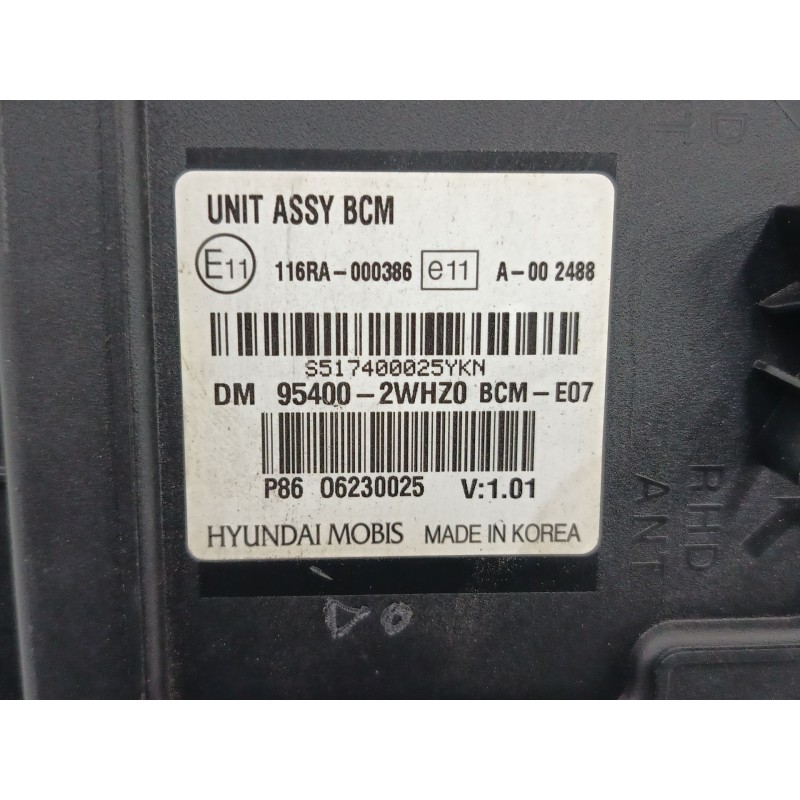 UNIT ASSY BCM
E11 116RA-000386 e11 A-00 2488
S517400025YKN
DM 95400-2WHZ0 BCM-E07
P86 06230025 V:1.01
HYUNDAI MOBIS MADE IN KOREA
RHD
ANT